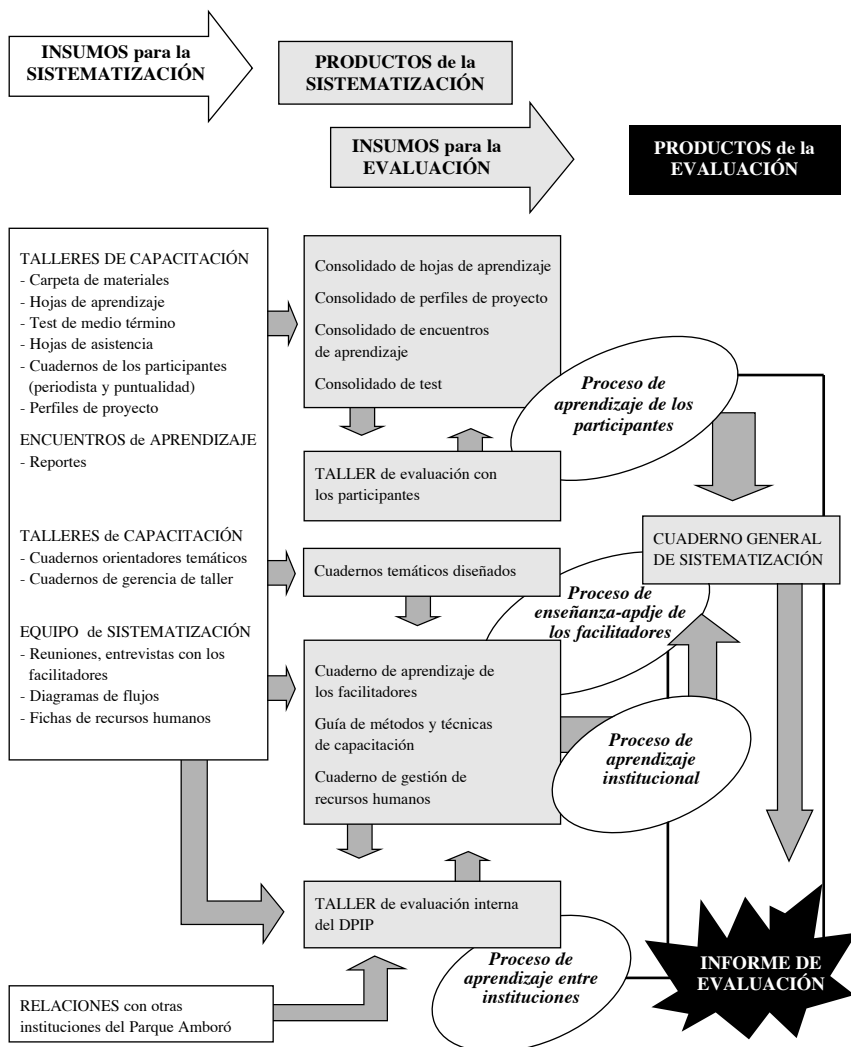 INSUMOS para la
SISTEMATIZACIÓN
PRODUCTOS de la
SISTEMATIZACIÓN
INSUMOS para la
EVALUACIÓN
PRODUCTOS de la
EVALUACIÓN
TALLERES DE CAPACITACIÓN
- Carpeta de materiales
- Hojas de aprendizaje
- Test de medio término
- Hojas de asistencia
- Cuadernos de los participantes
(periodista y puntualidad)
- Perfiles de proyecto
ENCUENTROS de APRENDIZAJE
- Reportes
TALLERES de CAPACITACIÓN
- Cuadernos orientadores temáticos
- Cuadernos de gerencia de taller
EQUIPO de SISTEMATIZACIÓN
- Reuniones, entrevistas con los
facilitadores
- Diagramas de flujos
- Fichas de recursos humanos
Consolidado de hojas de aprendizaje
Consolidado de perfiles de proyecto
Consolidado de encuentros
de aprendizaje
Consolidado de test
Proceso de
aprendizaje de los
participantes
TALLER de evaluación con
los participantes
CUADERNO GENERAL
DE SISTEMATIZACIÓN
Cuadernos temáticos diseñados
Proceso de
enseñanza-apdje de
los facilitadores
Cuaderno de aprendizaje de
los facilitadores
Guía de métodos y técnicas
de capacitación
Cuaderno de gestión de
recursos humanos
Proceso de
aprendizaje
institucional
TALLER de evaluación interna
del DPIP
Proceso de
aprendizaje entre
instituciones
INFORME DE
EVALUACIÓN
RELACIONES con otras
instituciones del Parque Amboró